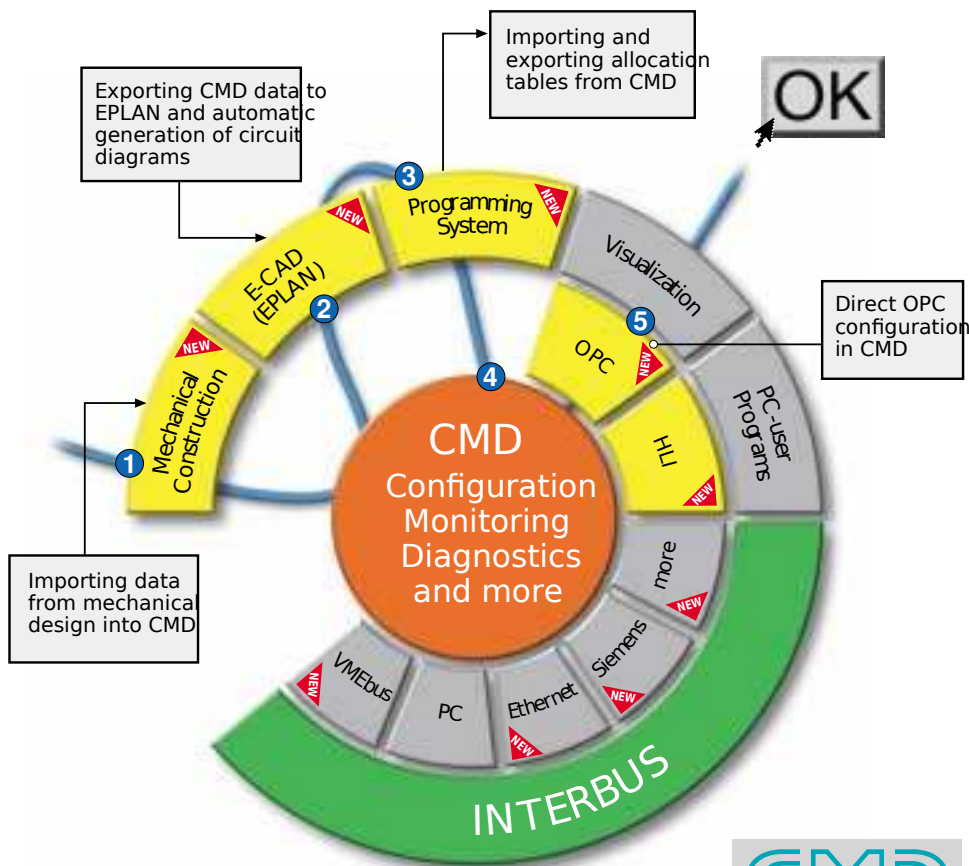 Importing and
exporting allocation
tables from CMD
OK
Exporting CMD data to
EPLAN and automatic
generation of circuit
diagrams
3
Programming
System
NEW
NEW
E-CAD
(EPLAN)
2
Visualization
Direct OPC
configuration
in CMD
5
OPC
NEW
4
NEW
Mechanical
Construction
1
PC-user
Programs
HLI
NEW
CMD
Configuration
Monitoring
Diagnostics
and more
Importing data
from mechanical
design into CMD
more
NEW
Siemens
NEW
Ethernet
NEW
PC
VMEbus
NEW
INTERBUS
CMD